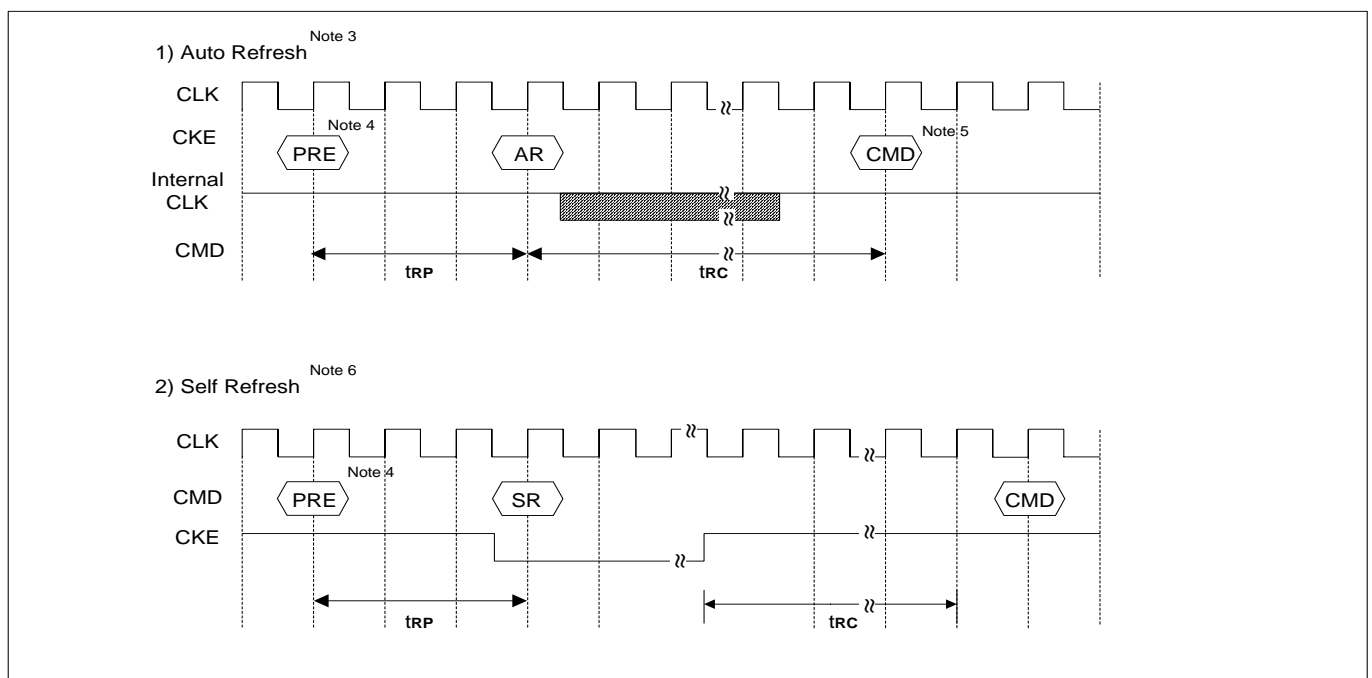 1) Auto Refresh Note 3
CLK
CKE
Note 4
Note 5
PRE
AR
CMD
Internal
CLK
CMD
tRP
tRC
2) Self Refresh Note 6
CLK
Note 4
CMD
PRE
SR
CMD
CKE
tRP
tRC